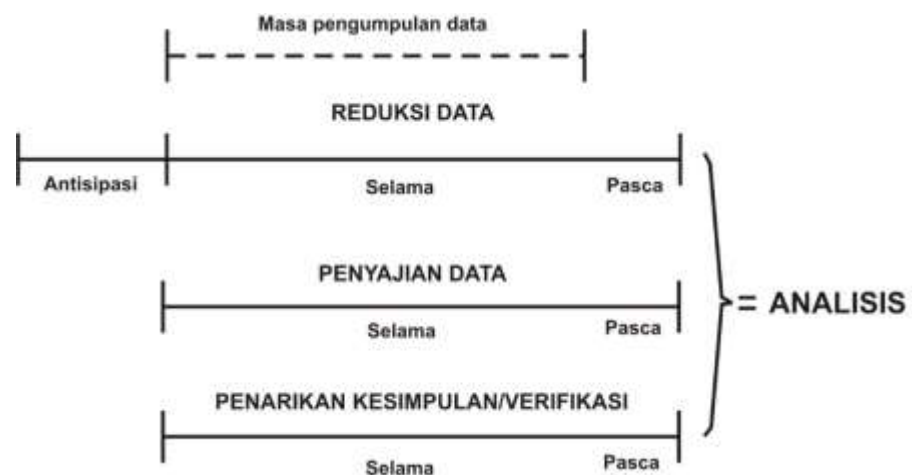 Masa pengumpulan data
REDUKSI DATA
Antisipasi Selama Pasca
PENYAJIAN DATA
= ANALISIS
Selama Pasca
PENARIKAN KESIMPULAN/VERIFIKASI
Selama Pasca